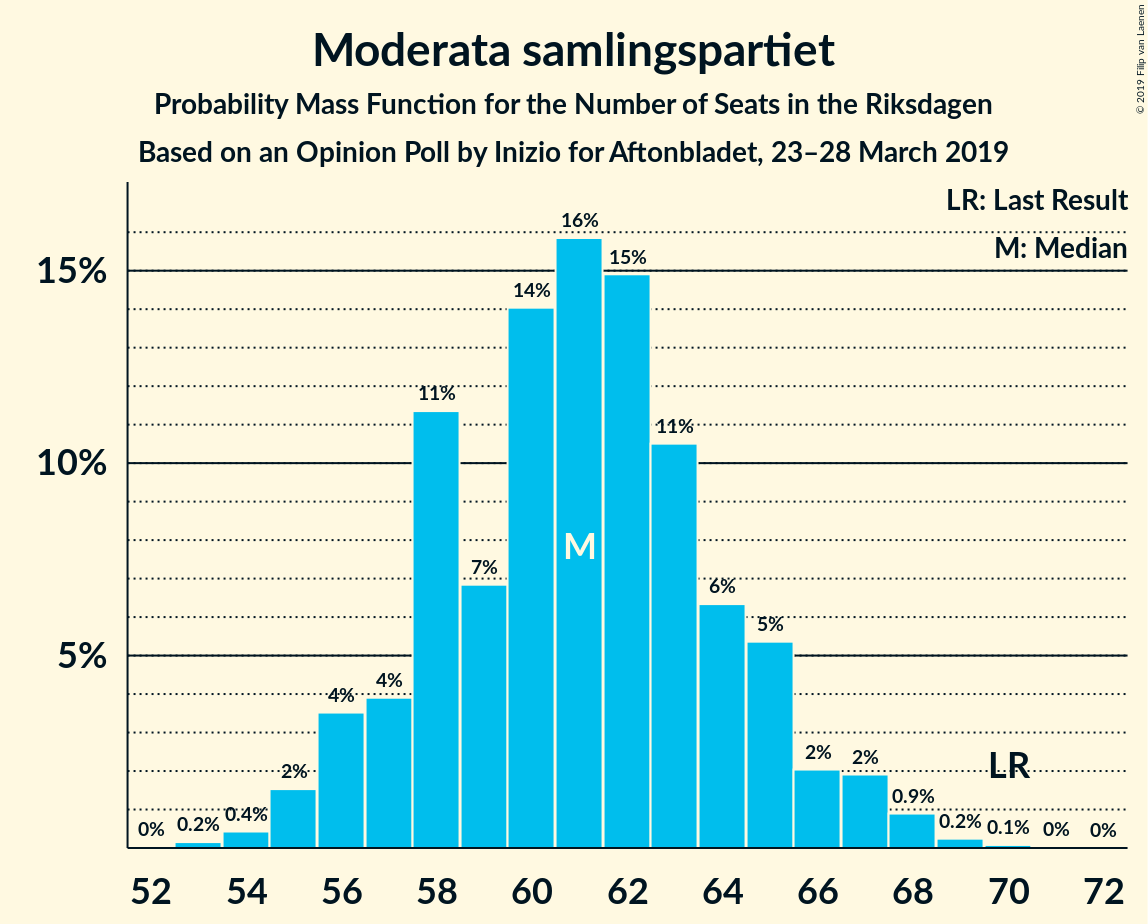 Moderata samlingspartiet
Probability Mass Function for the Number of Seats in the Riksdagen
Based on an Opinion Poll by Inizio for Aftonbladet, 23–28 March 2019
© 2019 Filip van Laenen
LR: Last Result
M: Median
15%
10%
5%
0%
0.2%
0.4%
2%
4%
4%
11%
7%
14%
16%
15%
11%
6%
5%
2%
2%
0.9%
0.2%
0.1%
0%
0%
M
LR
52 54 56 58 60 62 64 66 68 70 72